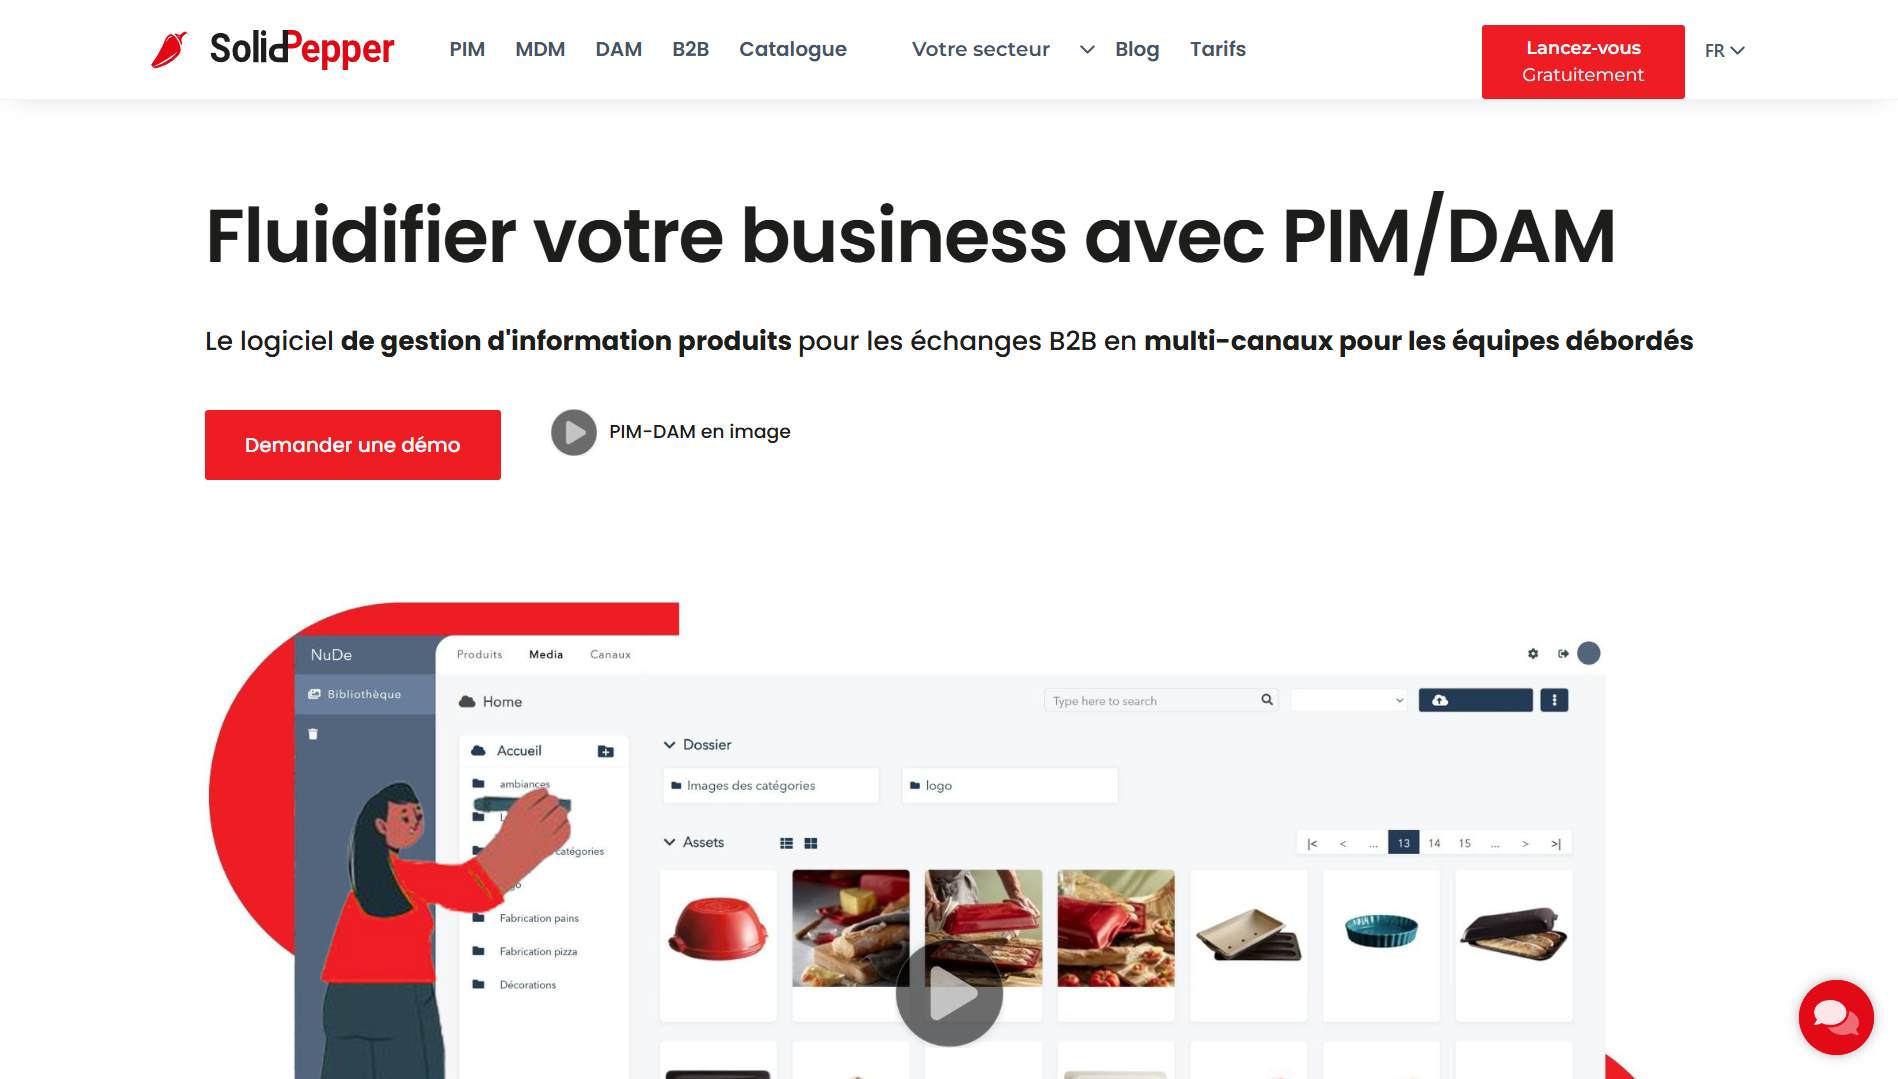 SolidPepper
PIM MDM DAM B2B Catalogue Votre secteur Blog Tarifs
Lancez-vous
Gratuitement
FR
Fluidifier votre business avec PIM/DAM
Le logiciel de gestion d'information produits pour les échanges B2B en multi-canaux pour les équipes débordés
Demander une démo
PIM-DAM en image
NuDe
Produits Media Canaux
Bibliothèque
Home
Type here to search
Accueil
Dossier
ambiances
Images des catégories
logo
Assets
|< < ... 13 14 15 ... > >|
catégories
Fabrication pains
Fabrication pizza
Décorations